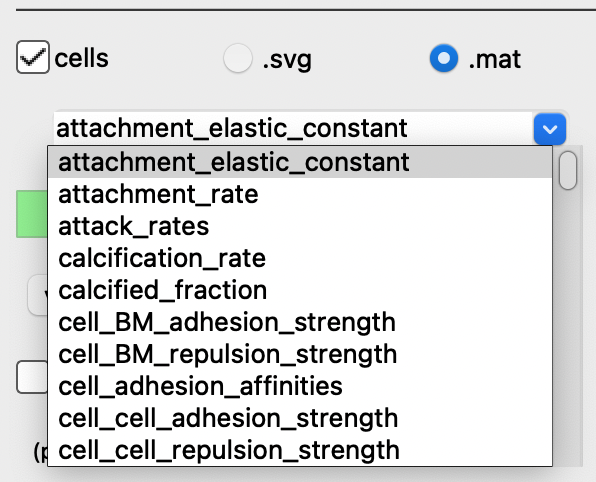 cells .svg .mat
attachment_elastic_constant
attachment_elastic_constant
attachment_rate
attack_rates
calcification_rate
calcified_fraction
cell_BM_adhesion_strength
cell_BM_repulsion_strength
cell_adhesion_affinities
cell_cell_adhesion_strength
(p
cell_cell_repulsion_strength